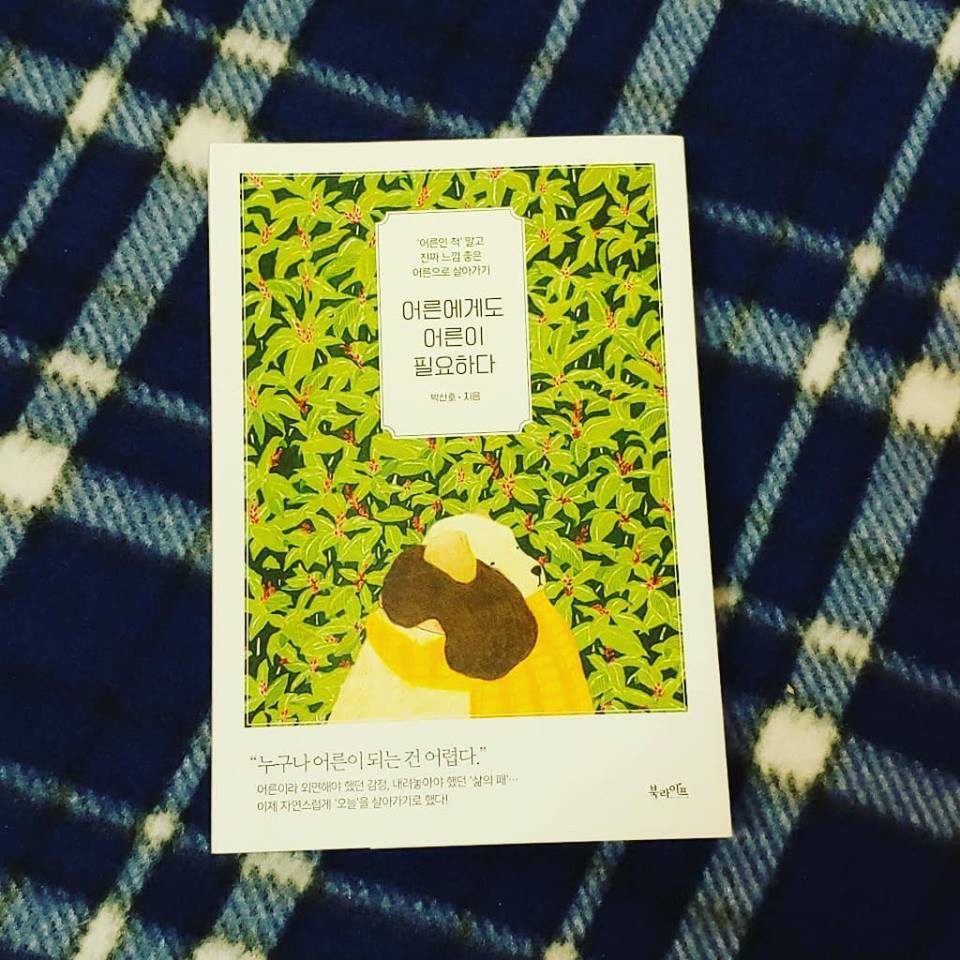 '어른인 척' 말고
진짜 느낌 좋은
어른으로 살아가기
어른에게도
어른이
필요하다
박산호 · 지음
"누구나 어른이 되는 건 어렵다."
어른이라 외면해야 했던 감정, 내려놓아야 했던 '삶의 패'…
이제 자연스럽게 '오늘'을 살아가기로 했다!
북라이프